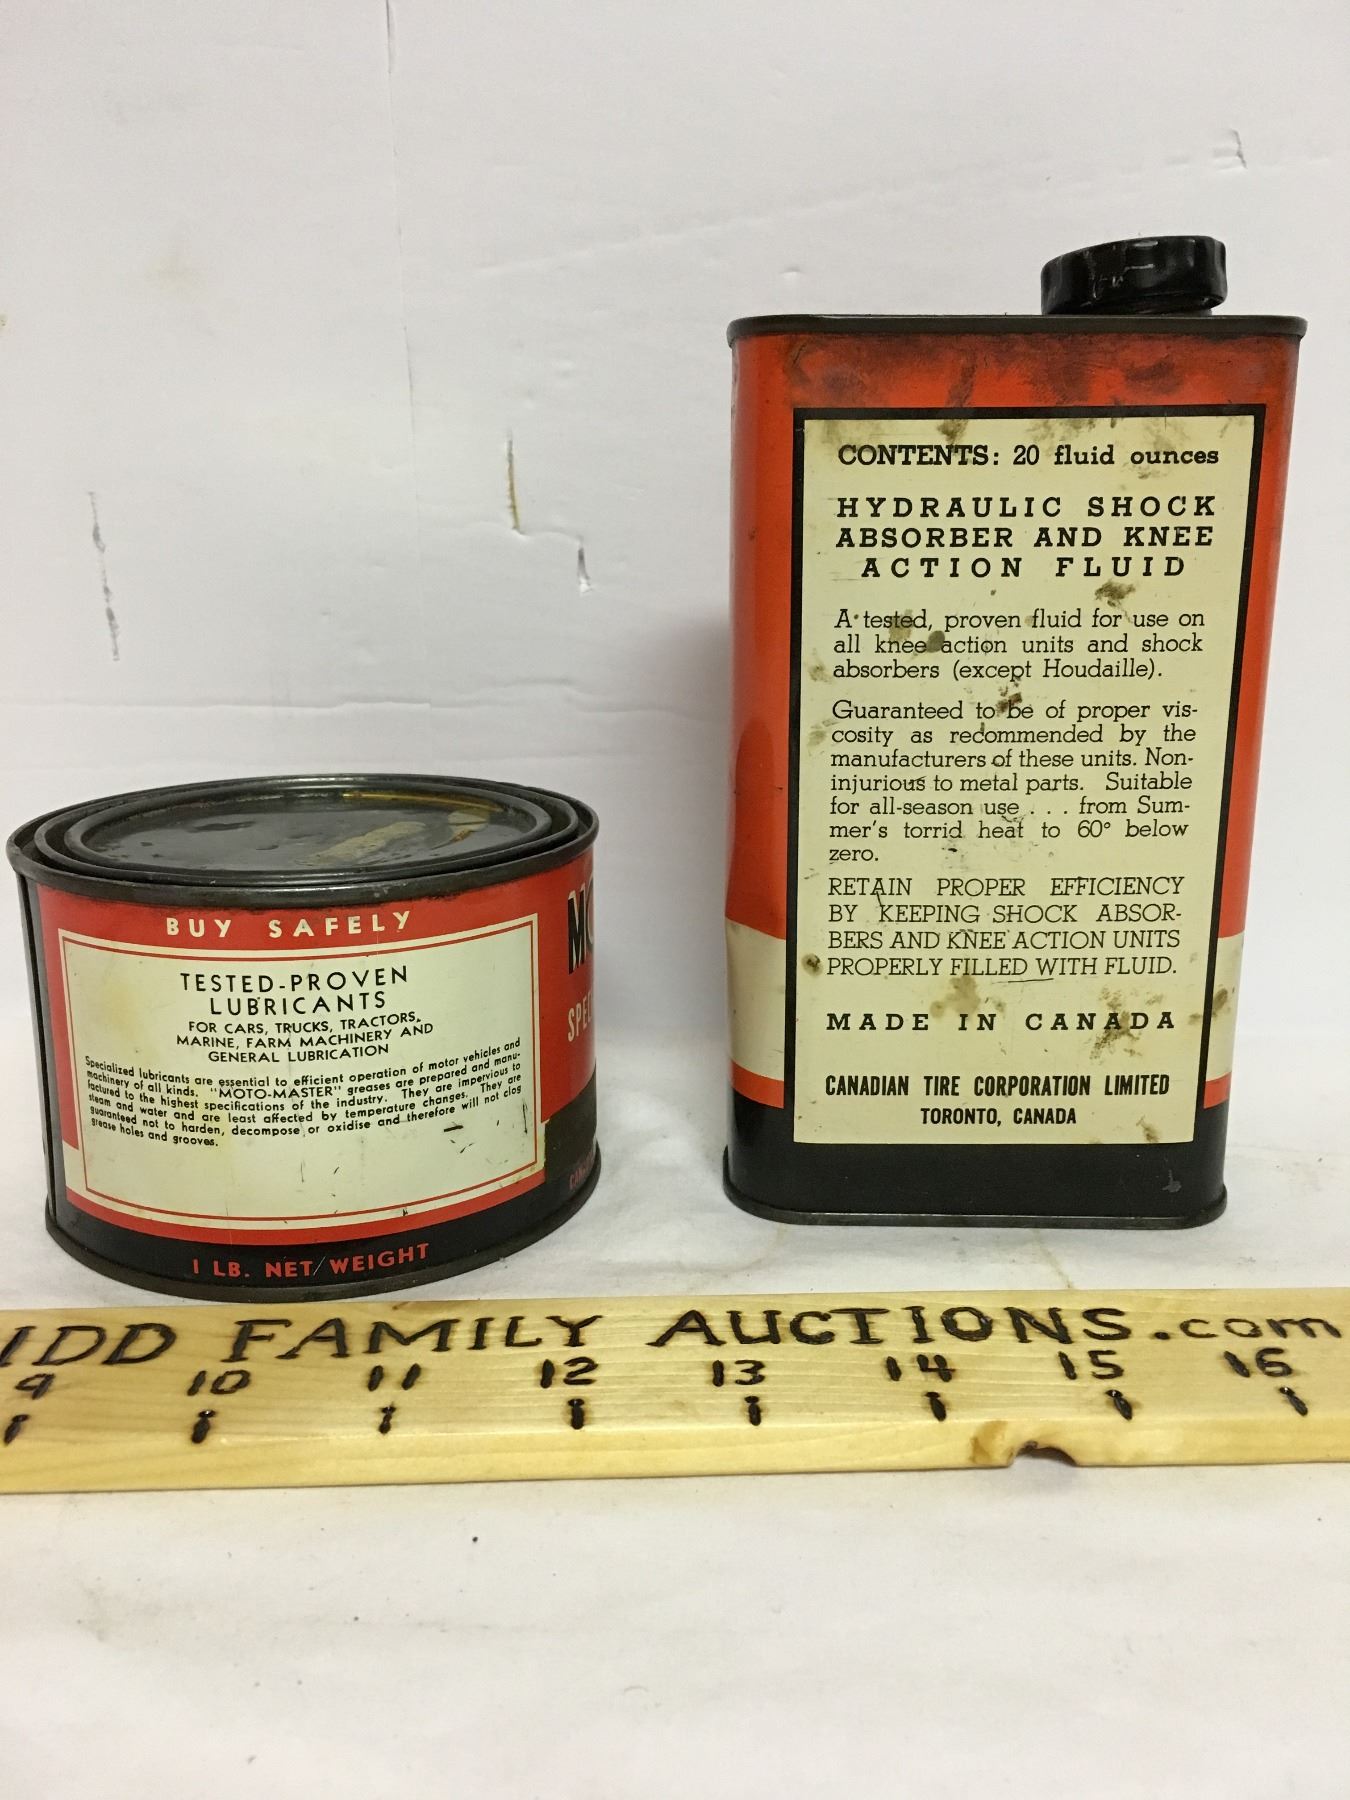 BUY SAFELY
TESTED-PROVEN
LUBRICANTS
FOR CARS, TRUCKS, TRACTORS,
MARINE, FARM MACHINERY AND
GENERAL LUBRICATION
Specialized lubricants are essential to efficient operation of motor vehicles and
machinery of all kinds. "MOTO-MASTER" greases are prepared and manu-
factured to the highest specifications of the industry. They are impervious to
steam and water and are least affected by temperature changes. They are
guaranteed not to harden, decompose or oxidise and therefore will not clog
grease holes and grooves.
1 LB. NET WEIGHT
CONTENTS: 20 fluid ounces
HYDRAULIC SHOCK
ABSORBER AND KNEE
ACTION FLUID
A tested, proven fluid for use on
all knee action units and shock
absorbers (except Houdaille).
Guaranteed to be of proper vis-
cosity as recommended by the
manufacturers of these units. Non-
injurious to metal parts. Suitable
for all-season use . . . from Sum-
mer's torrid heat to 60° below
zero.
RETAIN PROPER EFFICIENCY
BY KEEPING SHOCK ABSOR-
BERS AND KNEE ACTION UNITS
PROPERLY FILLED WITH FLUID.
MADE IN CANADA
CANADIAN TIRE CORPORATION LIMITED
TORONTO, CANADA
IDD FAMILY AUCTIONS.com
9 10 11 12 13 14 15 16